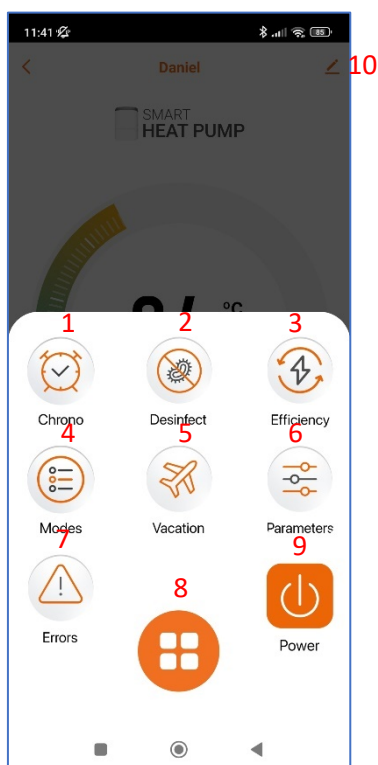 11:41 85
Daniel 10
SMART
HEAT PUMP
°C
1 2 3
Chrono Desinfect Efficiency
4 5 6
Modes Vacation Parameters
7 9
Errors 8 Power